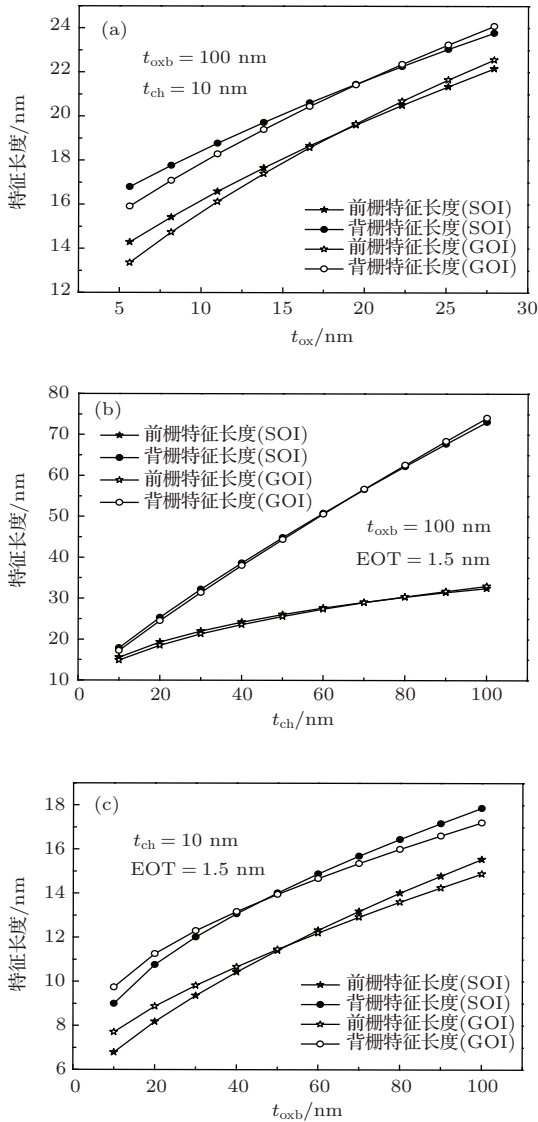 (a)
t_oxb = 100 nm
t_ch = 10 nm
特征长度/nm
24
22
20
18
16
14
12
前栅特征长度(SOI)
背栅特征长度(SOI)
前栅特征长度(GOI)
背栅特征长度(GOI)
5 10 15 20 25 30
t_ox/nm
(b)
80
70
60
50
40
30
20
10
特征长度/nm
前栅特征长度(SOI)
背栅特征长度(SOI)
前栅特征长度(GOI)
背栅特征长度(GOI)
t_oxb = 100 nm
EOT = 1.5 nm
0 20 40 60 80 100
t_ch/nm
(c)
18
16
14
12
10
8
6
特征长度/nm
t_ch = 10 nm
EOT = 1.5 nm
前栅特征长度(SOI)
背栅特征长度(SOI)
前栅特征长度(GOI)
背栅特征长度(GOI)
0 20 40 60 80 100
t_oxb/nm